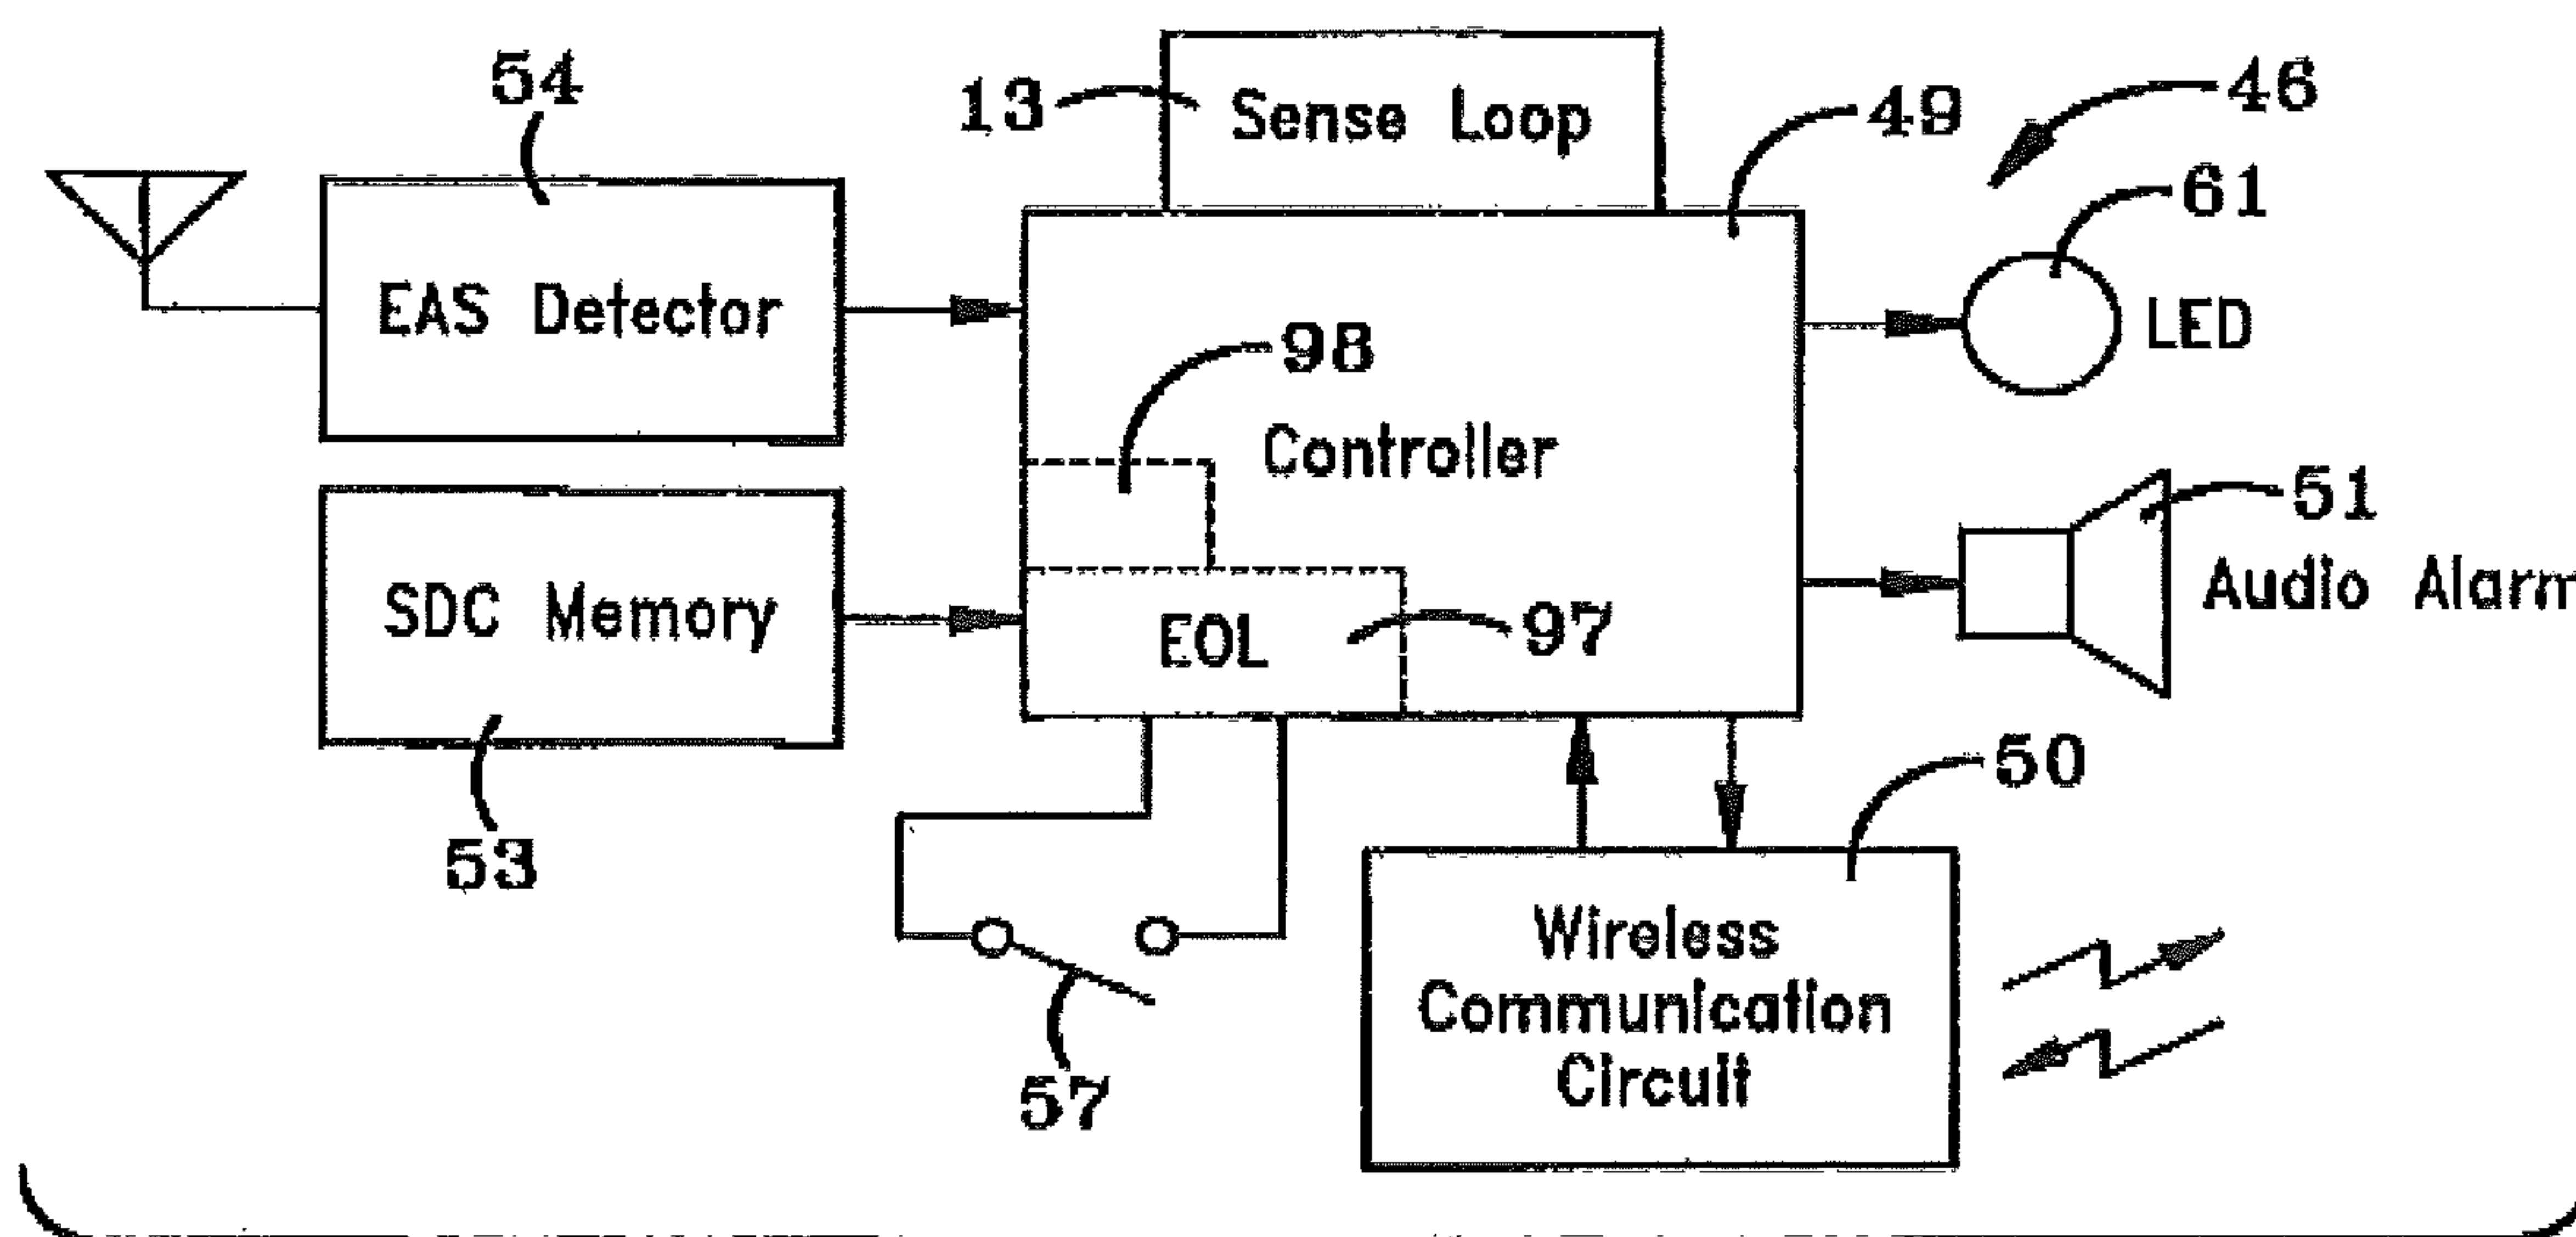 54
13
Sense Loop
49
46
61
EAS Detector
98
LED
Controller
51
SDC Memory
EOL
97
Audio Alarm
50
53
Wireless
Communication
Circuit
57